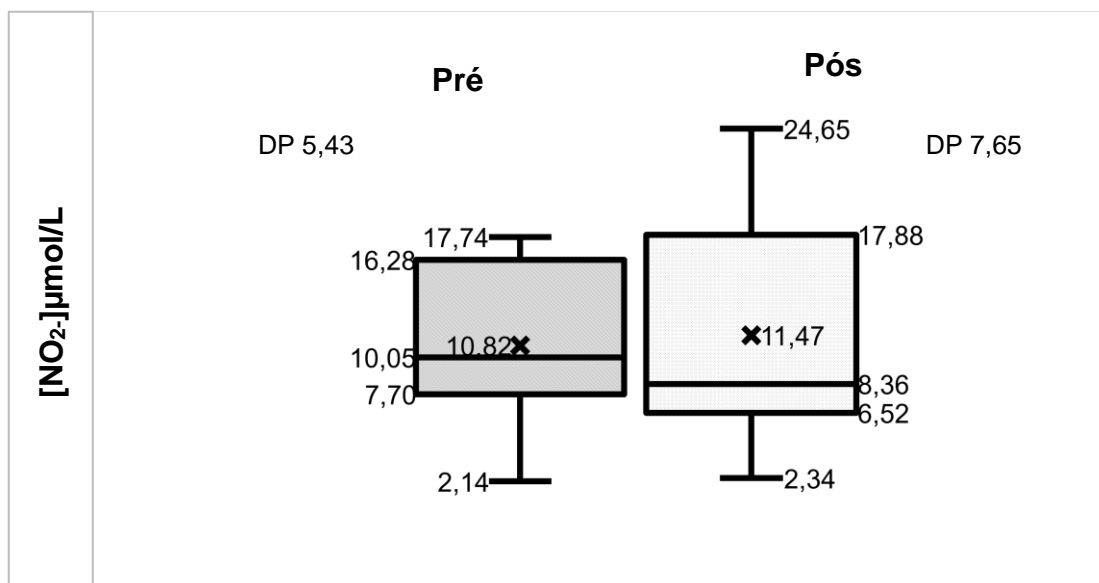 Pré
Pós
DP 5,43
DP 7,65
[NO₂-]µmol/L
17,74
16,28
10,82
10,05
7,70
2,14
24,65
17,88
11,47
8,36
6,52
2,34